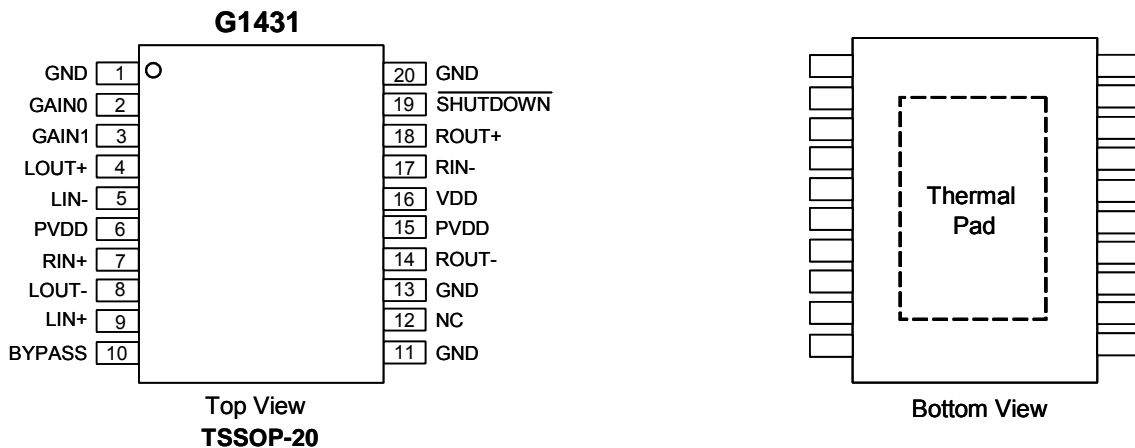 G1431
GND 1
GAIN0 2
GAIN1 3
LOUT+ 4
LIN- 5
PVDD 6
RIN+ 7
LOUT- 8
LIN+ 9
BYPASS 10
20 GND
19 SHUTDOWN
18 ROUT+
17 RIN-
16 VDD
15 PVDD
14 ROUT-
13 GND
12 NC
11 GND
Top View
TSSOP-20
Thermal
Pad
Bottom View